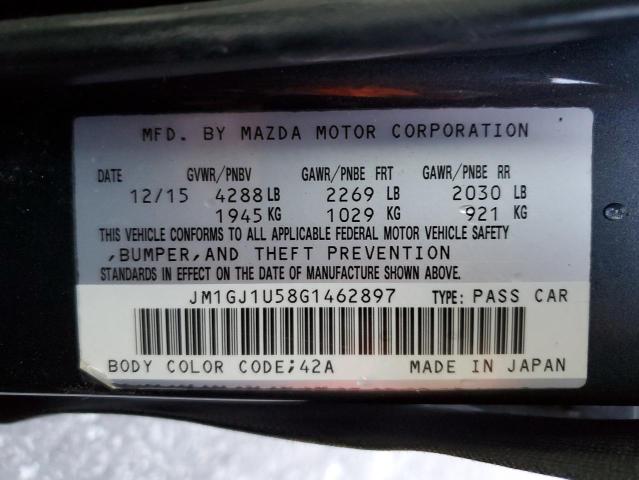 MFD. BY MAZDA MOTOR CORPORATION
DATE GVWR/PNBV GAWR/PNBE FRT GAWR/PNBE RR
12/15 4288 LB 2269 LB 2030 LB
1945 KG 1029 KG 921 KG
THIS VEHICLE CONFORMS TO ALL APPLICABLE FEDERAL MOTOR VEHICLE SAFETY
,BUMPER,AND THEFT PREVENTION
STANDARDS IN EFFECT ON THE DATE OF MANUFACTURE SHOWN ABOVE.
JM1GJ1U58G1462897 TYPE: PASS CAR
BODY COLOR CODE;42A MADE IN JAPAN